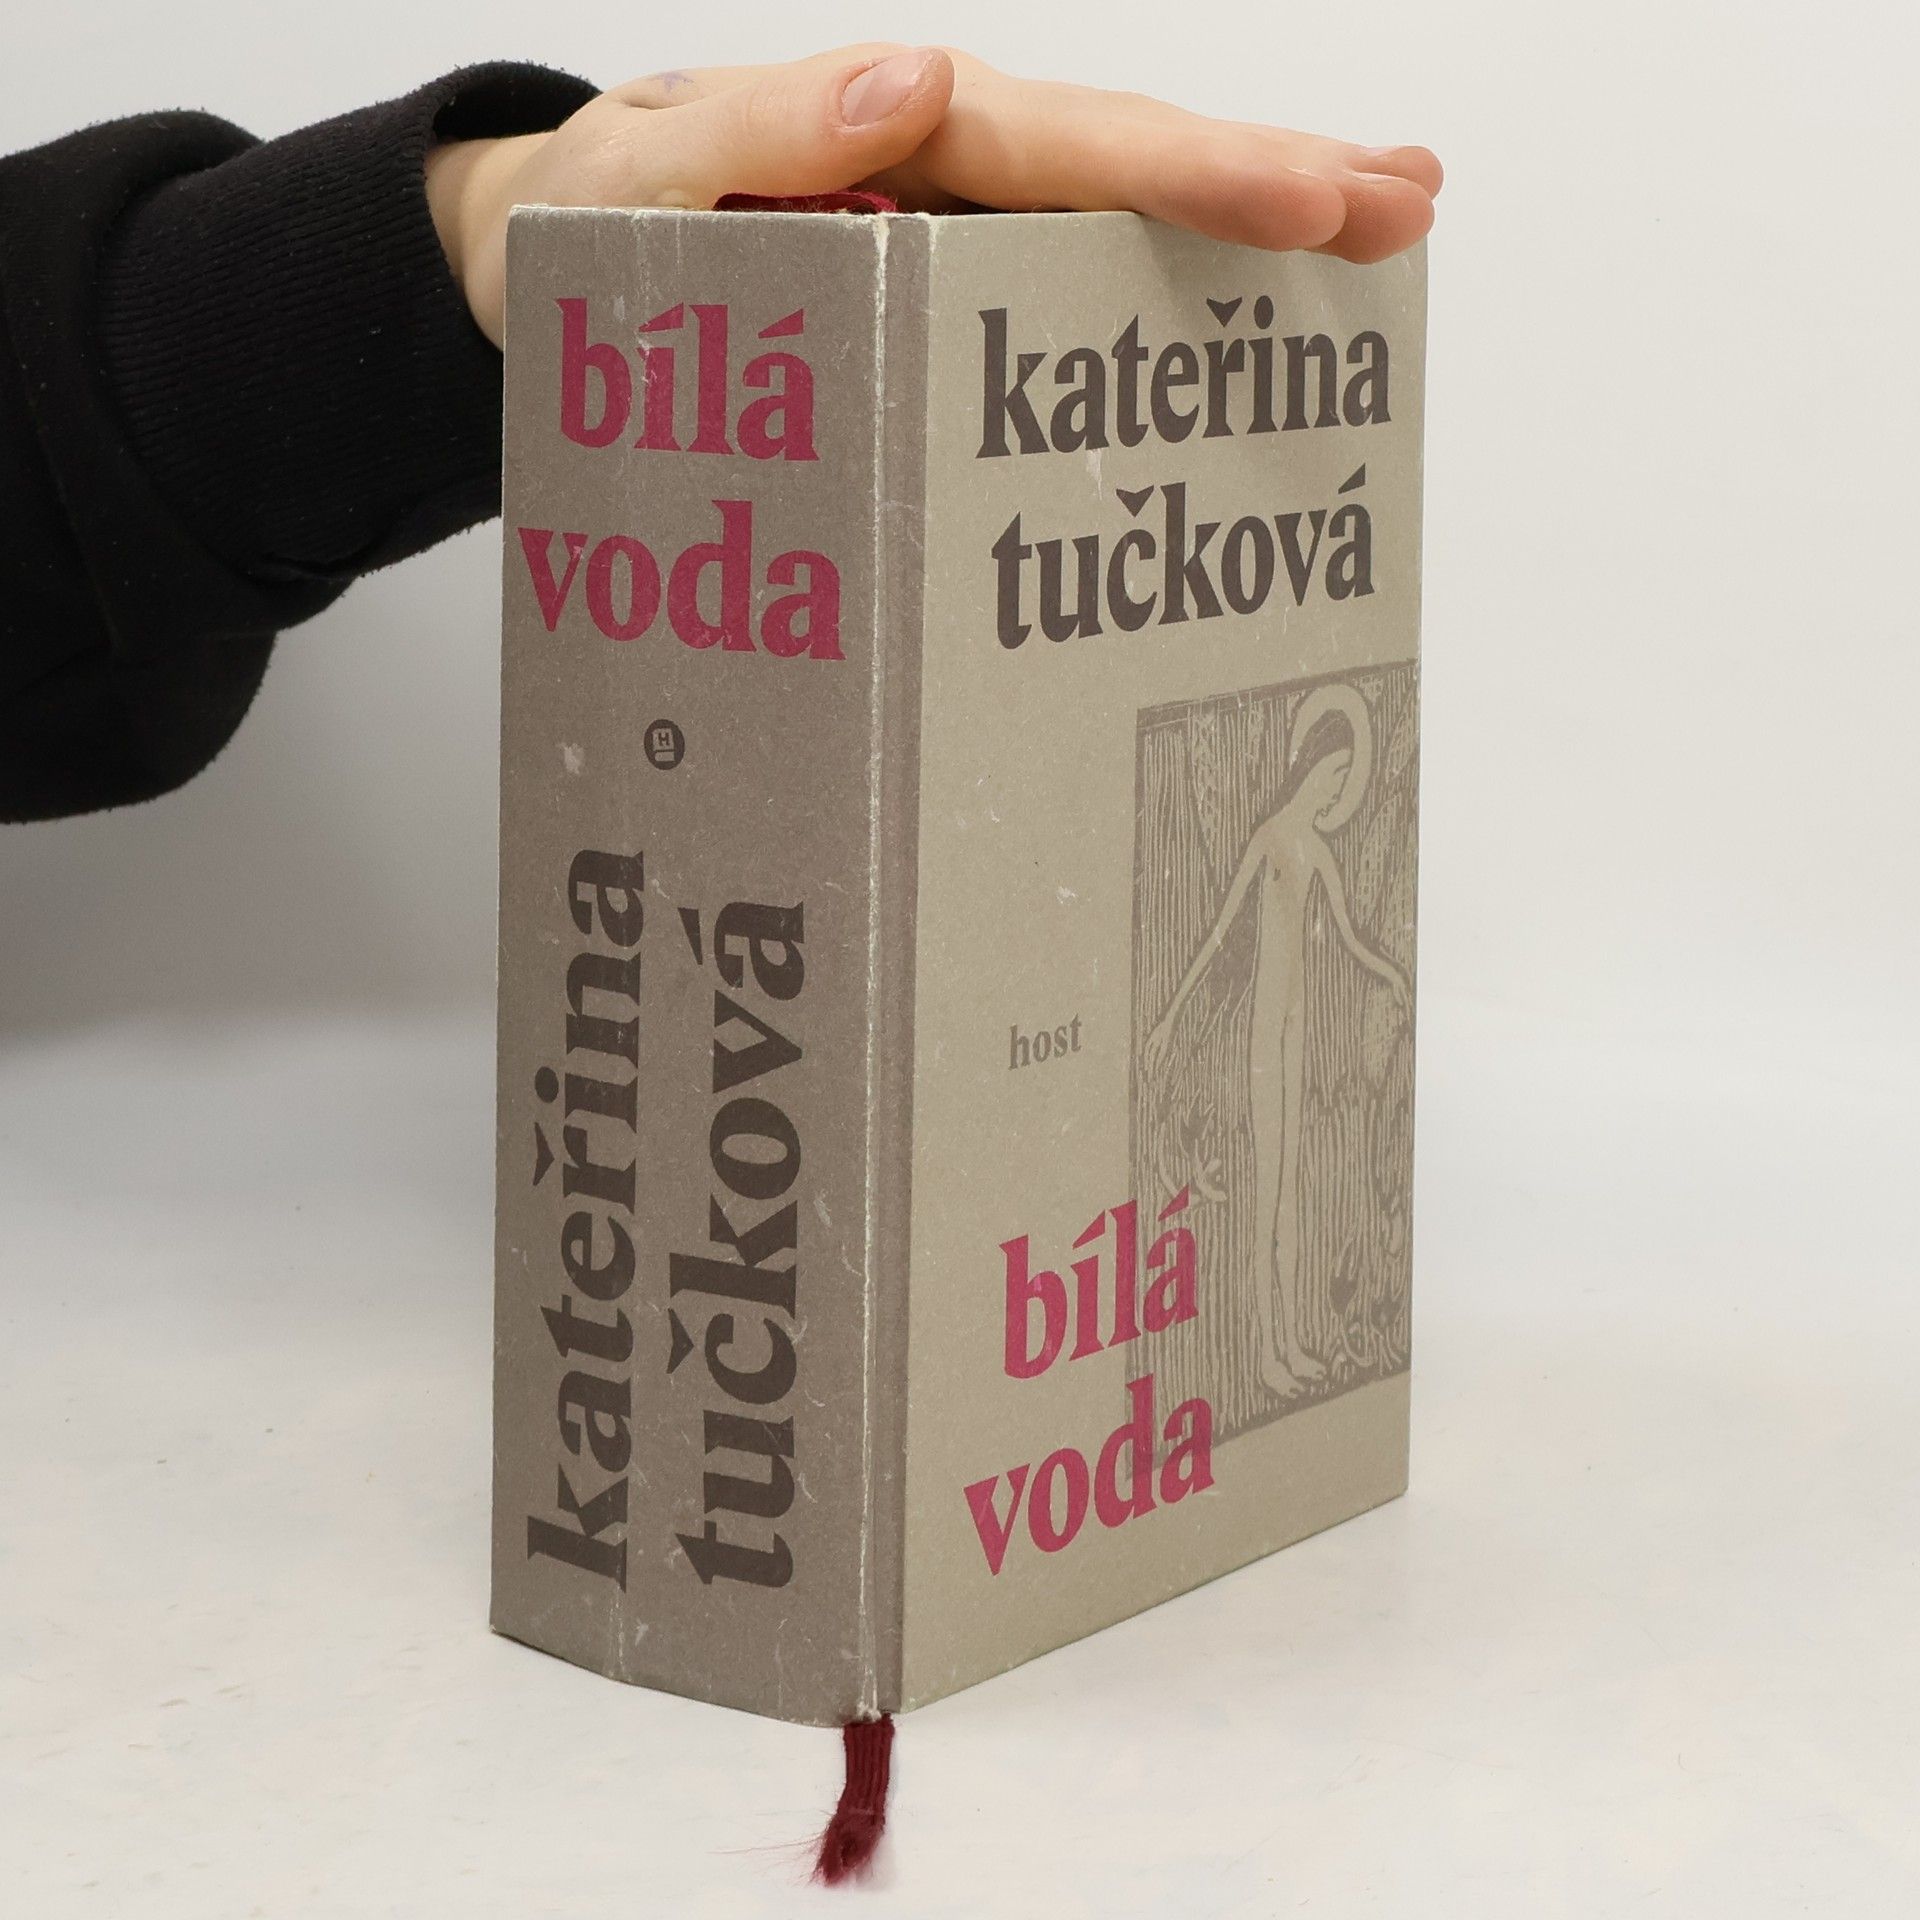 bílá
voda
H
kateřina
tučková
kateřina
tučková
host
bílá
voda